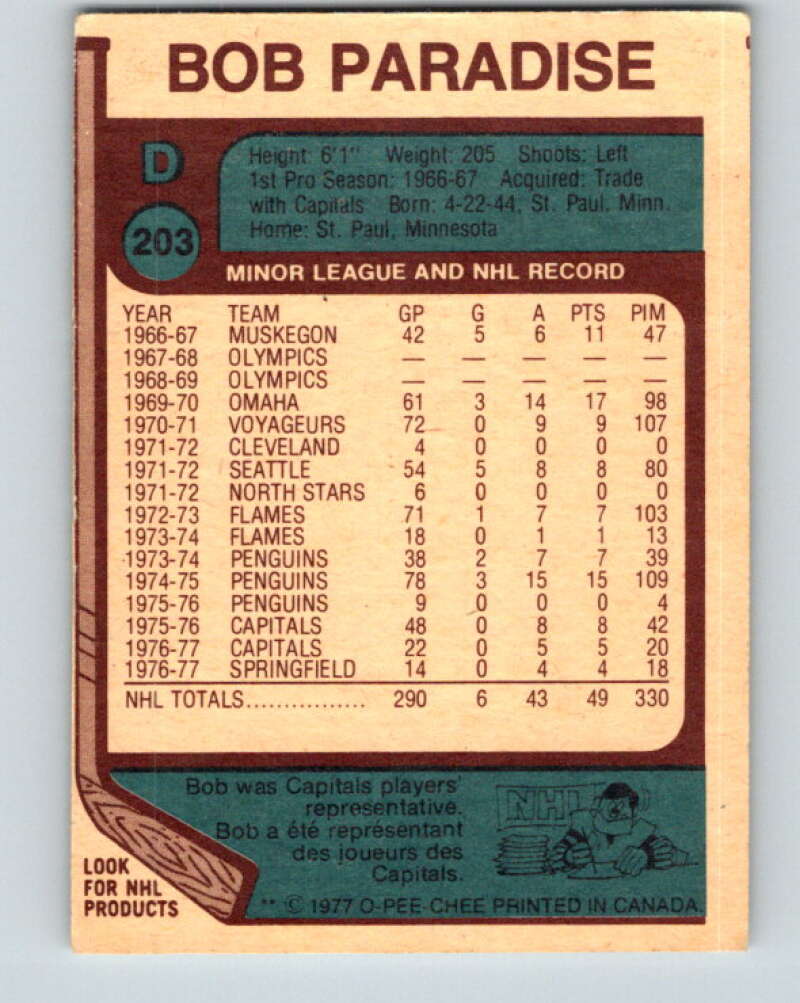 BOB PARADISE
D
203
Height: 6'1" Weight: 205 Shoots: Left
1st Pro Season: 1966-67 Acquired: Trade
with Capitals Born: 4-22-44, St. Paul, Minn.
Home: St. Paul, Minnesota
MINOR LEAGUE AND NHL RECORD
YEAR TEAM GP G A PTS PIM
1966-67 MUSKEGON 42 5 6 11 47
1967-68 OLYMPICS — — — — —
1968-69 OLYMPICS — — — — —
1969-70 OMAHA 61 3 14 17 98
1970-71 VOYAGEURS 72 0 9 9 107
1971-72 CLEVELAND 4 0 0 0 0
1971-72 SEATTLE 54 5 8 8 80
1971-72 NORTH STARS 6 0 0 0 0
1972-73 FLAMES 71 1 7 7 103
1973-74 FLAMES 18 0 1 1 13
1973-74 PENGUINS 38 2 7 7 39
1974-75 PENGUINS 78 3 15 15 109
1975-76 PENGUINS 9 0 0 0 4
1975-76 CAPITALS 48 0 8 8 42
1976-77 CAPITALS 22 0 5 5 20
1976-77 SPRINGFIELD 14 0 4 4 18
NHL TOTALS................ 290 6 43 49 330
Bob was Capitals players'
representative.
Bob a été représentant
des joueurs des
Capitals.
NHL
LOOK
FOR NHL
PRODUCTS
** © 1977 O-PEE-CHEE PRINTED IN CANADA